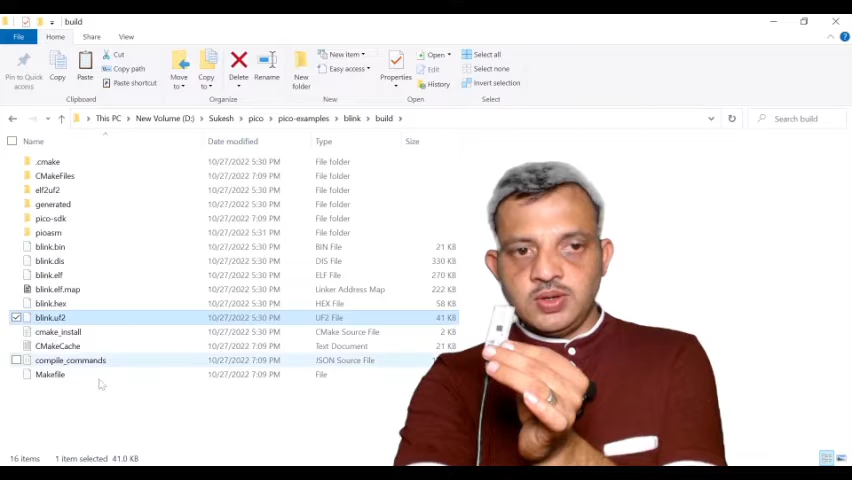 build
File Home Share View
Pin to Quick access
Copy
Paste
Cut
Copy path
Paste shortcut
Clipboard
Move to
Copy to
Delete
Rename
Organize
New folder
New item
Easy access
New
Properties
Open
Edit
History
Open
Select all
Select none
Invert selection
Select
This PC New Volume (D:) Sukesh pico pico-examples blink build
Search build
Name Date modified Type Size
.cmake 10/27/2022 5:30 PM File folder
CMakeFiles 10/27/2022 7:09 PM File folder
elf2uf2 10/27/2022 5:30 PM File folder
generated 10/27/2022 5:30 PM File folder
pico-sdk 10/27/2022 7:09 PM File folder
pioasm 10/27/2022 5:31 PM File folder
blink.bin 10/27/2022 5:30 PM BIN File 21 KB
blink.dis 10/27/2022 5:30 PM DIS File 330 KB
blink.elf 10/27/2022 5:30 PM ELF File 270 KB
blink.elf.map 10/27/2022 5:30 PM Linker Address Map 222 KB
blink.hex 10/27/2022 5:30 PM HEX File 58 KB
blink.uf2 10/27/2022 5:30 PM UF2 File 41 KB
cmake_install 10/27/2022 5:30 PM CMake Source File 2 KB
CMakeCache 10/27/2022 7:09 PM Text Document 21 KB
compile_commands 10/27/2022 7:09 PM JSON Source File
Makefile 10/27/2022 7:09 PM File
16 items 1 item selected 41.0 KB